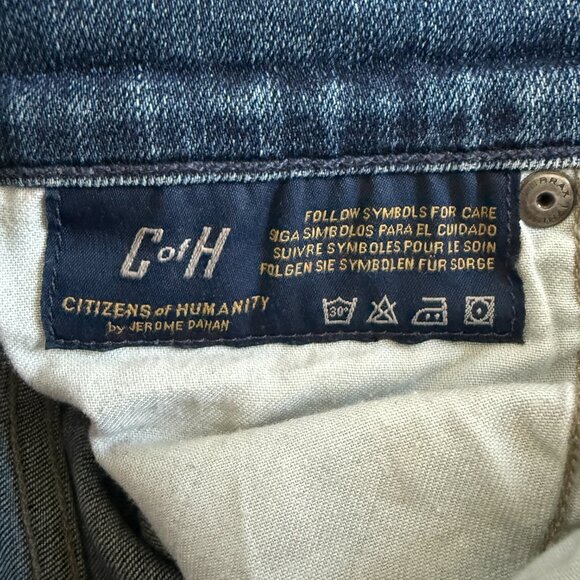 C of H
CITIZENS of HUMANITY
by JEROME DAHAN
FOLLOW SYMBOLS FOR CARE
SIGA SIMBOLOS PARA EL CUIDADO
SUIVRE SYMBOLES POUR LE SOIN
FOLGEN SIE SYMBOLEN FÜR SORGE
30°